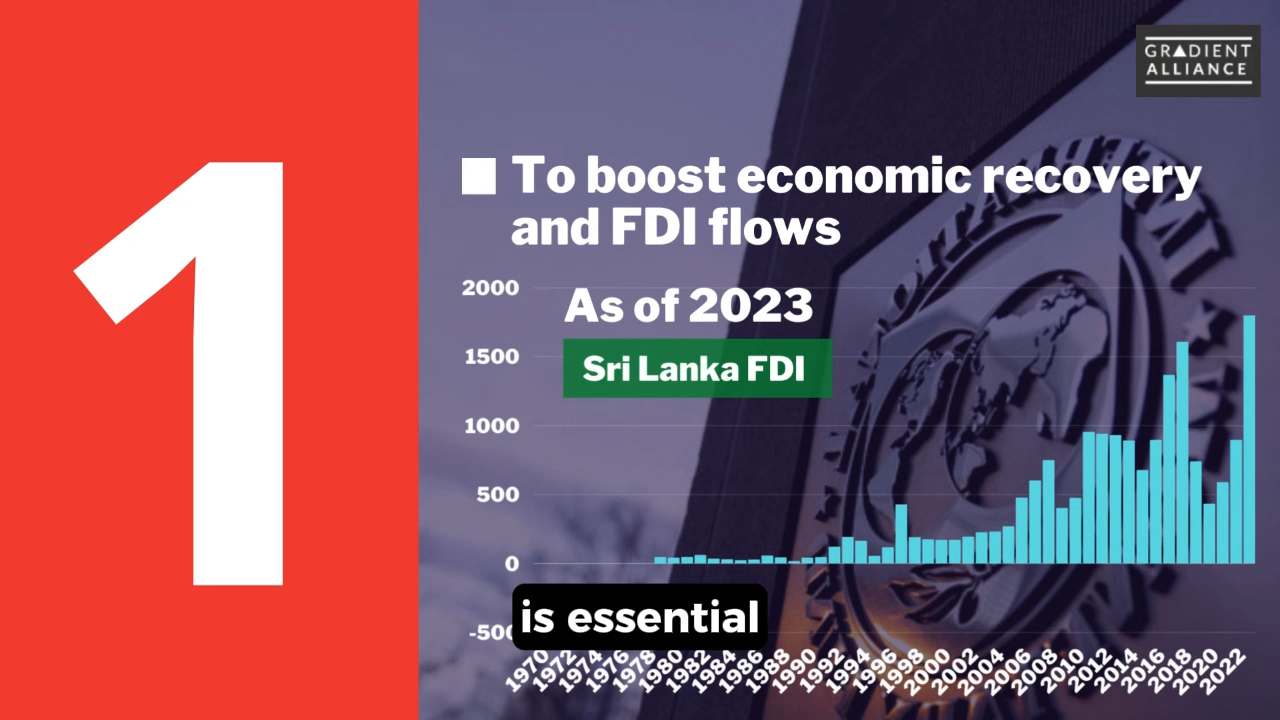 1
GRADIENT
ALLIANCE
To boost economic recovery
and FDI flows
As of 2023
Sri Lanka FDI
2000
1500
1000
500
0
is essential
1970 1972 1974 1976 1978 1980 1982 1984 1986 1988 1990 1992 1994 1996 1998 2000 2002 2004 2006 2008 2010 2012 2014 2016 2018 2020 2022